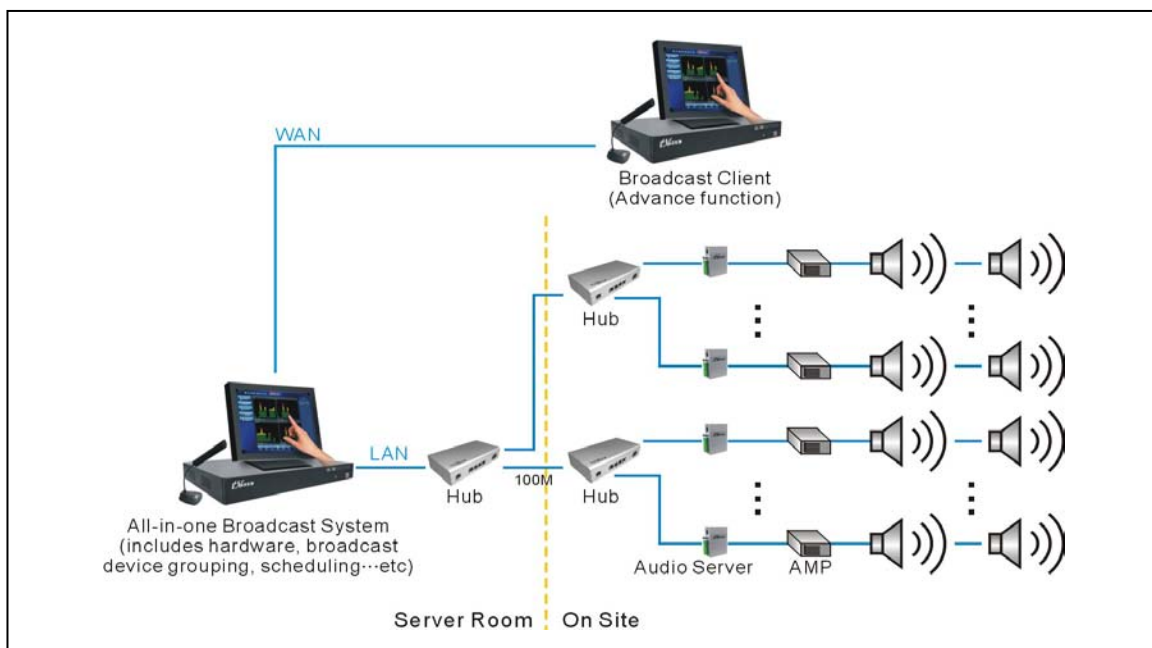 WAN
Broadcast Client
(Advance function)
Hub
LAN
Hub
100M
Hub
All-in-one Broadcast System
(includes hardware, broadcast
device grouping, scheduling⋯etc)
Audio Server
AMP
Server Room
On Site